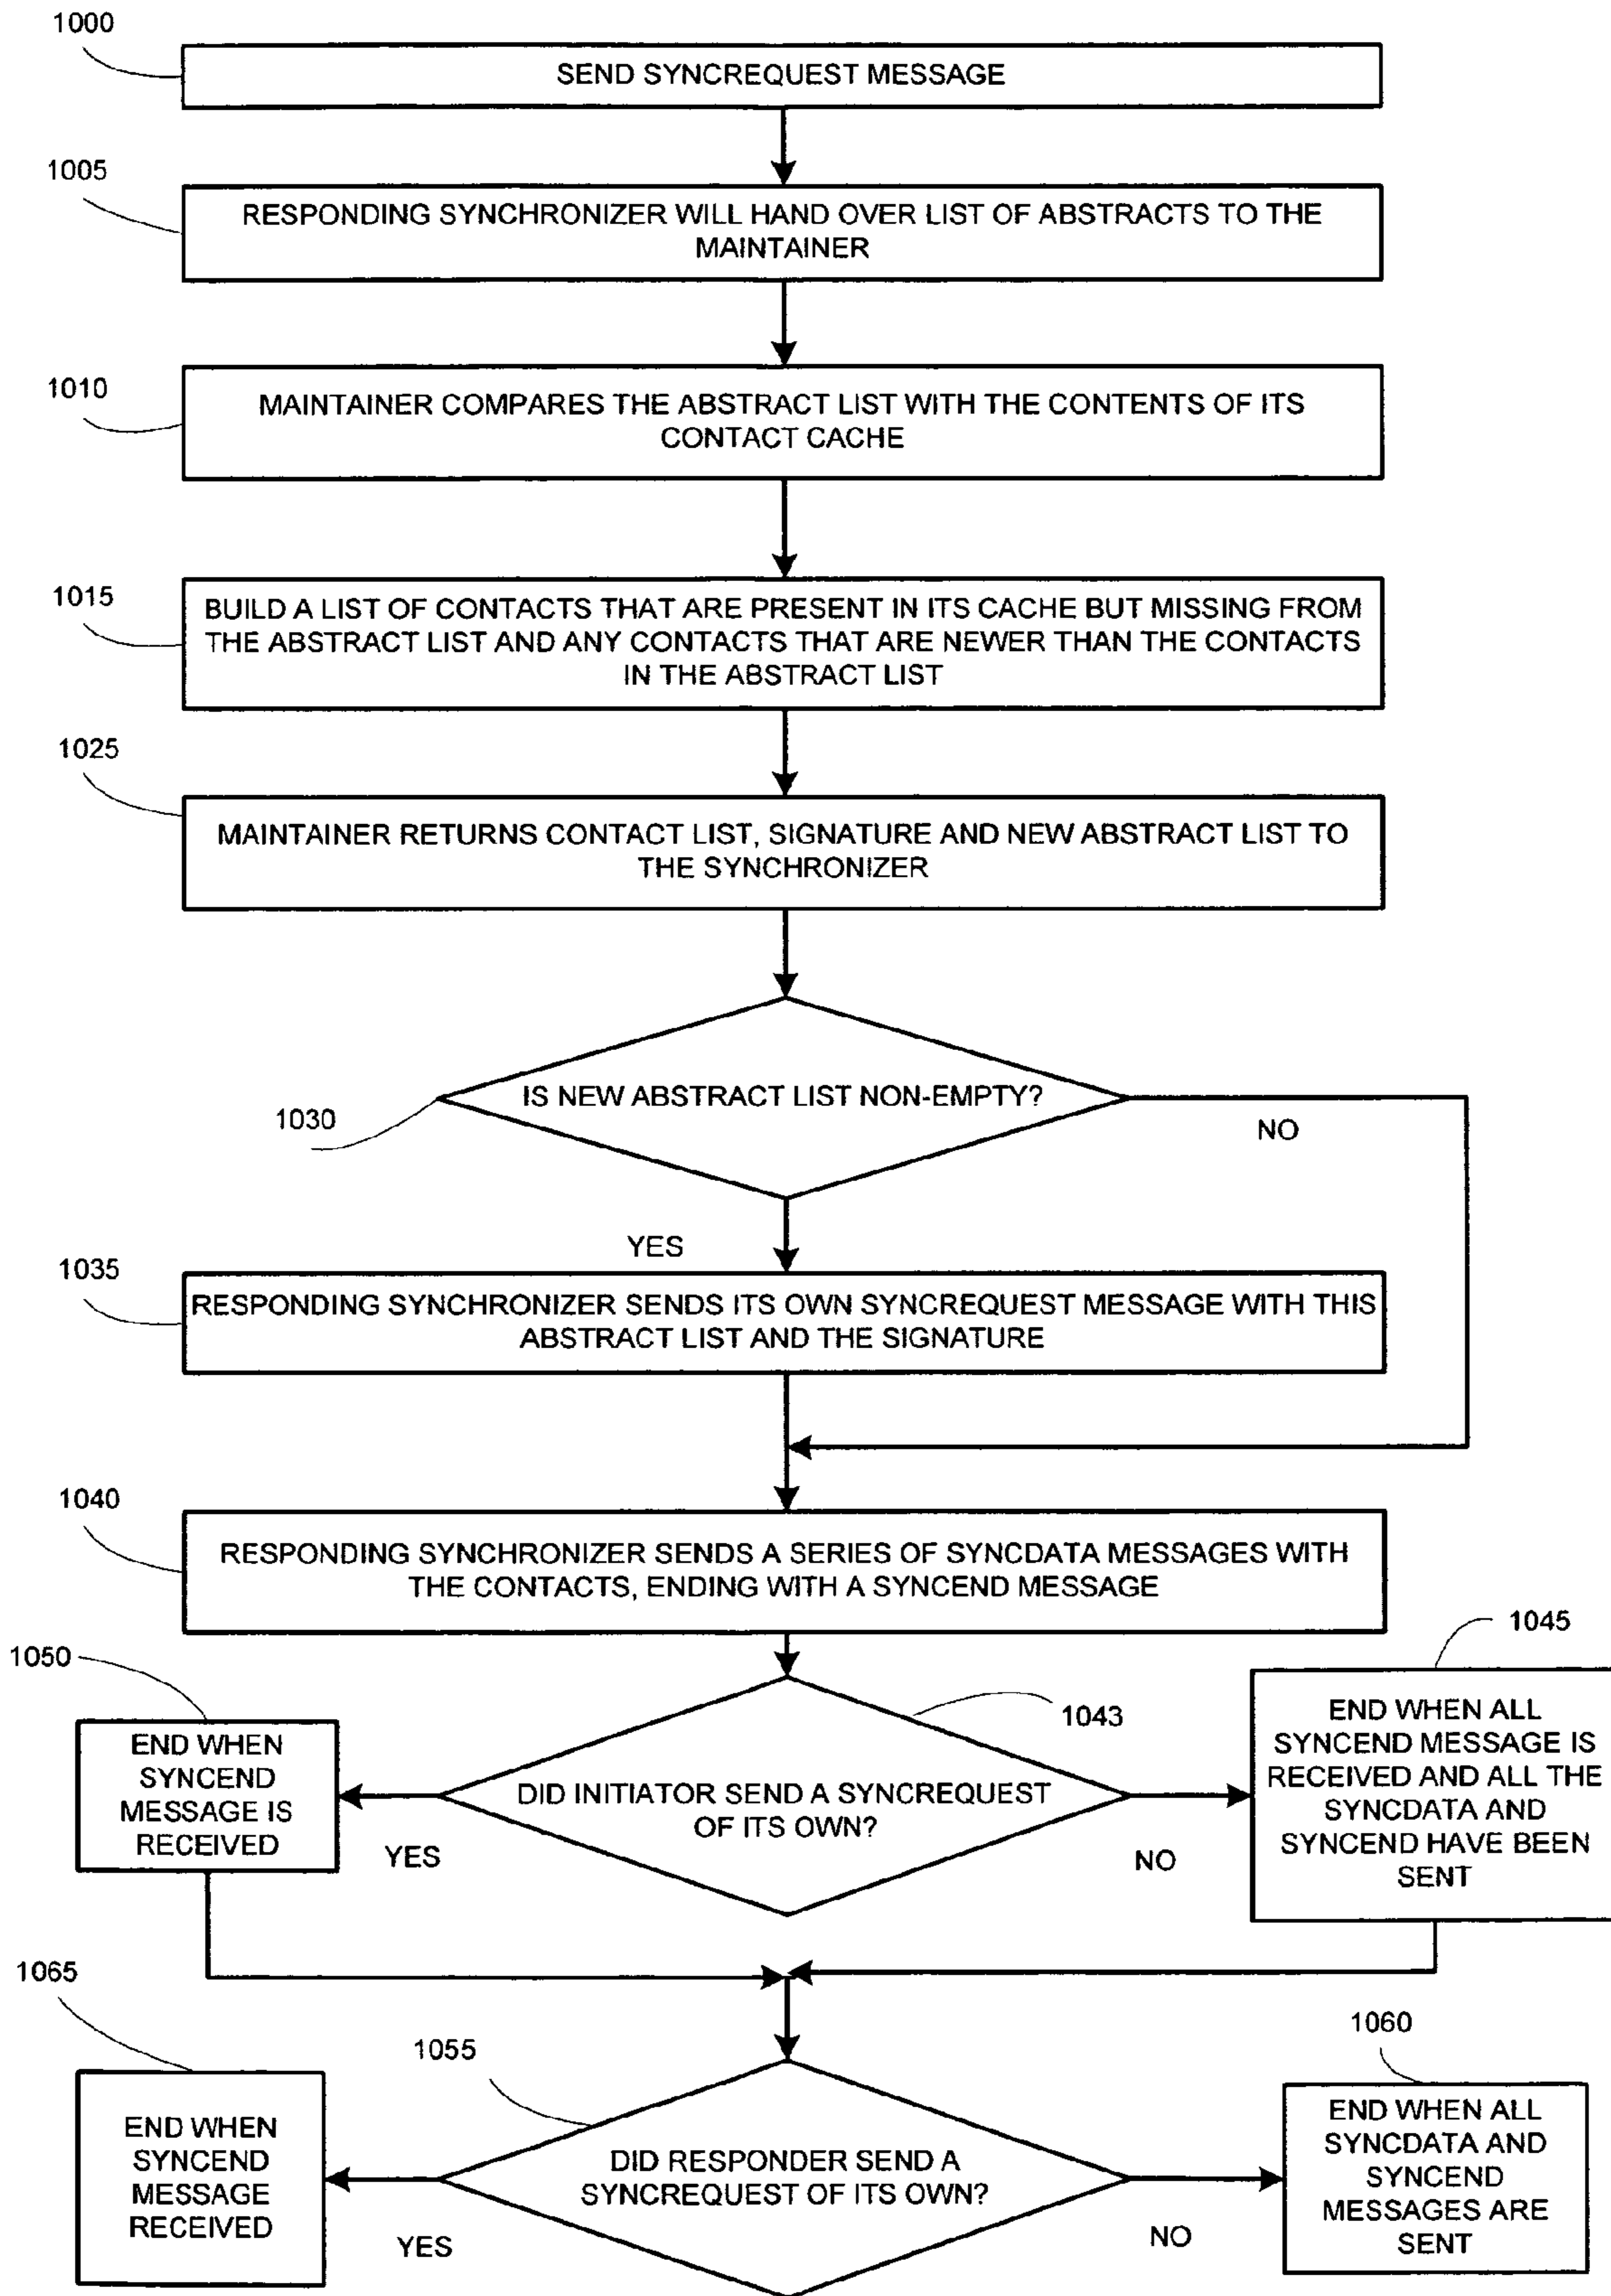 1000
SEND SYNCREQUEST MESSAGE
1005
RESPONDING SYNCHRONIZER WILL HAND OVER LIST OF ABSTRACTS TO THE
MAINTAINER
1010
MAINTAINER COMPARES THE ABSTRACT LIST WITH THE CONTENTS OF ITS
CONTACT CACHE
1015
BUILD A LIST OF CONTACTS THAT ARE PRESENT IN ITS CACHE BUT MISSING FROM
THE ABSTRACT LIST AND ANY CONTACTS THAT ARE NEWER THAN THE CONTACTS
IN THE ABSTRACT LIST
1025
MAINTAINER RETURNS CONTACT LIST, SIGNATURE AND NEW ABSTRACT LIST TO
THE SYNCHRONIZER
IS NEW ABSTRACT LIST NON-EMPTY?
1030
NO
YES
1035
RESPONDING SYNCHRONIZER SENDS ITS OWN SYNCREQUEST MESSAGE WITH THIS
ABSTRACT LIST AND THE SIGNATURE
1040
RESPONDING SYNCHRONIZER SENDS A SERIES OF SYNCDATA MESSAGES WITH
THE CONTACTS, ENDING WITH A SYNCEND MESSAGE
1050
END WHEN
SYNCEND
MESSAGE IS
RECEIVED
1043
DID INITIATOR SEND A SYNCREQUEST
OF ITS OWN?
YES
NO
1045
END WHEN ALL
SYNCEND MESSAGE IS
RECEIVED AND ALL THE
SYNCDATA AND
SYNCEND HAVE BEEN
SENT
1065
END WHEN
SYNCEND
MESSAGE
RECEIVED
1055
DID RESPONDER SEND A
SYNCREQUEST OF ITS OWN?
YES
NO
1060
END WHEN ALL
SYNCDATA AND
SYNCEND
MESSAGES ARE
SENT